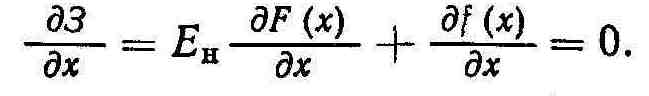 ∂З/∂x = Eн ∂F (x)/∂x + ∂f (x)/∂x = 0.